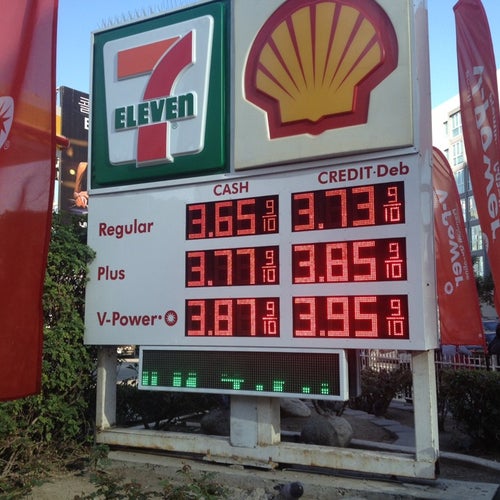 7
ELEVEN
CASH CREDIT·Deb
Regular 3.65 9/10 3.73 9/10
Plus 3.77 9/10 3.85 9/10
V-Power· 3.87 9/10 3.95 9/10